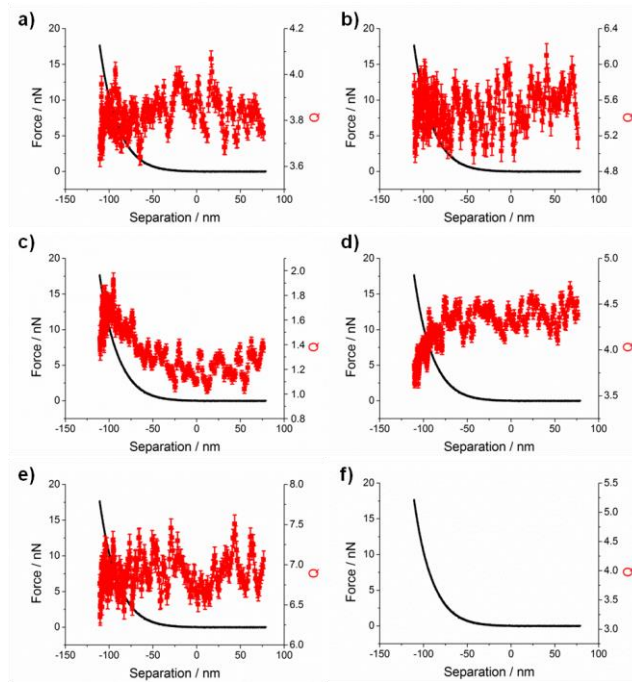 a)
20
15
10
5
0
Force / nN
4.2
4.0
3.8
3.6
Q
-150 -100 -50 0 50 100
Separation / nm
b)
20
15
10
5
0
Force / nN
6.4
6.0
5.6
5.2
4.8
Q
-150 -100 -50 0 50 100
Separation / nm
c)
20
15
10
5
0
Force / nN
2.0
1.8
1.6
1.4
1.2
1.0
0.8
Q
-150 -100 -50 0 50 100
Separation / nm
d)
20
15
10
5
0
Force / nN
5.0
4.5
4.0
3.5
Q
-150 -100 -50 0 50 100
Separation / nm
e)
20
15
10
5
0
Force / nN
8.0
7.5
7.0
6.5
6.0
Q
-150 -100 -50 0 50 100
Separation / nm
f)
20
15
10
5
0
Force / nN
5.5
5.0
4.5
4.0
3.5
3.0
Q
-150 -100 -50 0 50 100
Separation / nm